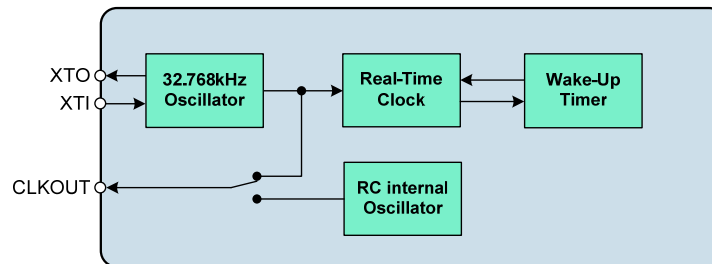 XTO
XTI
CLKOUT
32.768kHz
Oscillator
Real-Time
Clock
Wake-Up
Timer
RC internal
Oscillator